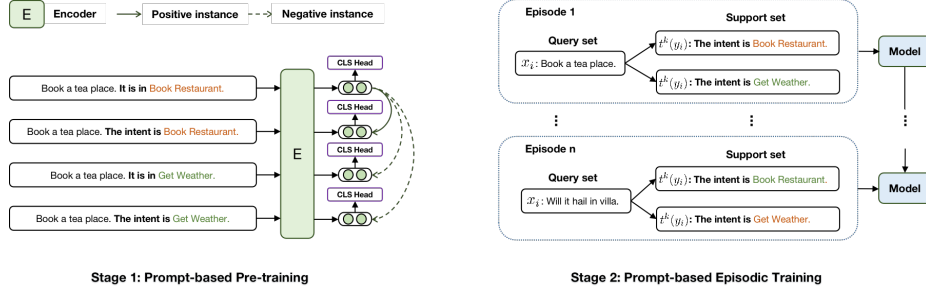 E Encoder Positive instance Negative instance
CLS Head
Book a tea place. It is in Book Restaurant.
CLS Head
Book a tea place. The intent is Book Restaurant.
E
CLS Head
Book a tea place. It is in Get Weather.
CLS Head
Book a tea place. The intent is Get Weather.
Stage 1: Prompt-based Pre-training
Episode 1
Support set
Query set
t^k(y_i): The intent is Book Restaurant.
x_i: Book a tea place.
t^k(y_i): The intent is Get Weather.
Model
...
...
...
Episode n
Support set
Query set
t^k(y_i): The intent is Book Restaurant.
x_i: Will it hail in villa.
t^k(y_i): The intent is Get Weather.
Model
Stage 2: Prompt-based Episodic Training